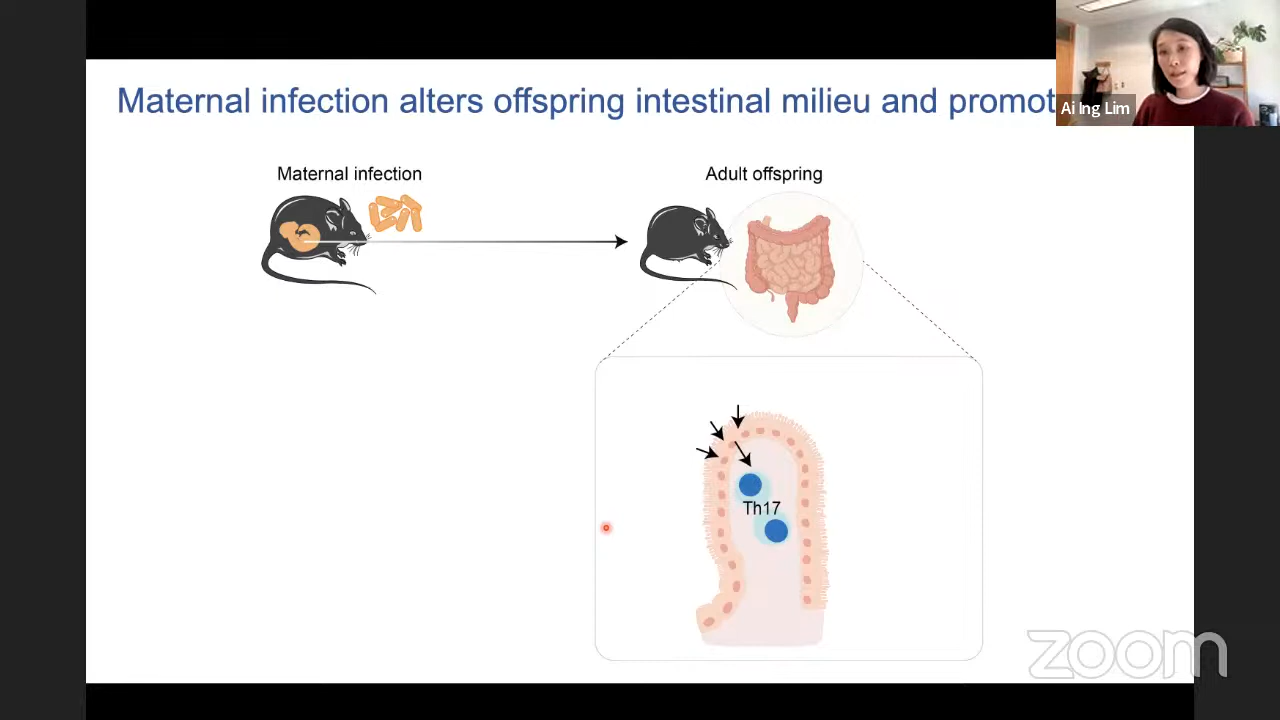 Maternal infection alters offspring intestinal milieu and promot
Ai Ing Lim
Maternal infection
Adult offspring
Th17
zoom